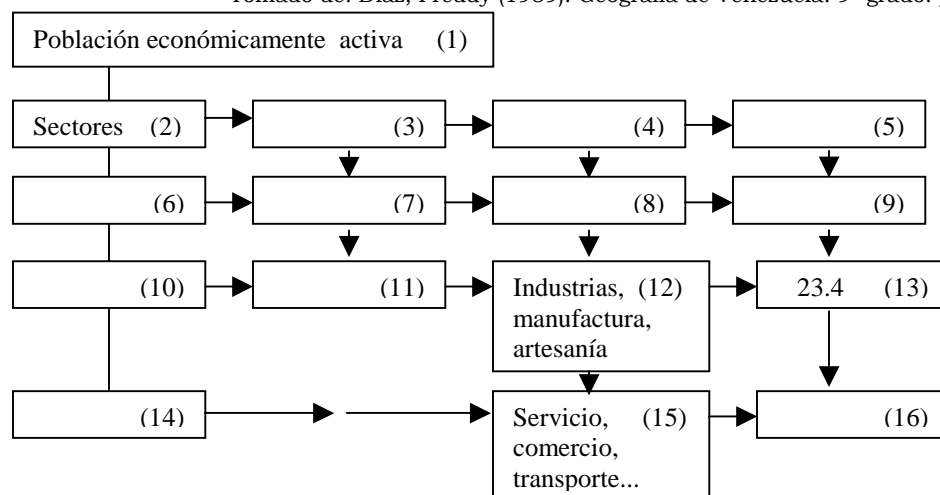 Población económicamente activa (1)
Sectores (2)
(3)
(4)
(5)
(6)
(7)
(8)
(9)
(10)
(11)
Industrias, (12)
manufactura,
artesanía
23.4 (13)
(14)
Servicio, (15)
comercio,
transporte...
(16)